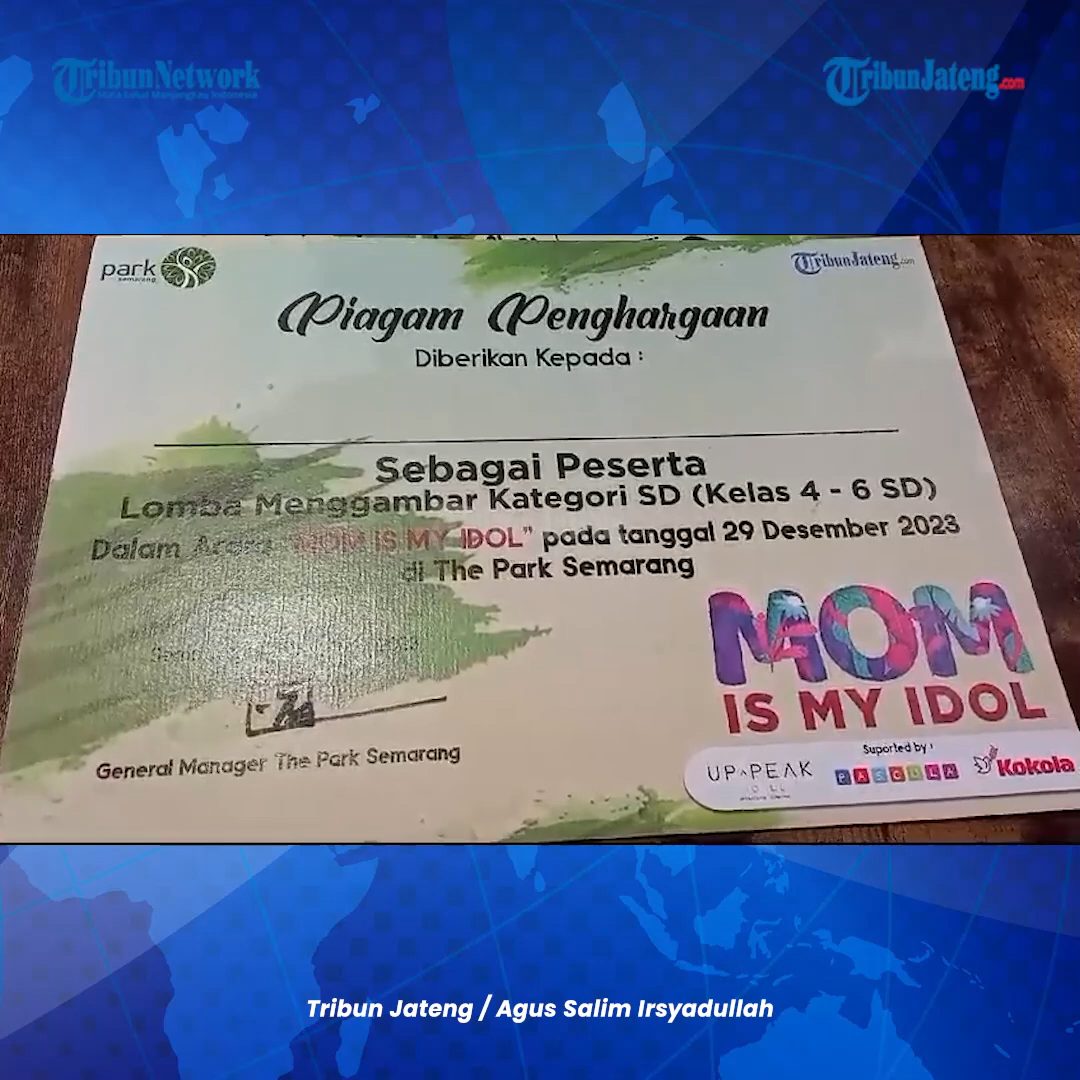 TribunNetwork
TribunJateng.com
park
semarang
TribunJateng.com
Piagam Penghargaan
Diberikan Kepada :
Sebagai Peserta
Lomba Menggambar Kategori SD (Kelas 4 - 6 SD)
Dalam Acara "MOM IS MY IDOL" pada tanggal 29 Desember 2023
di The Park Semarang
General Manager The Park Semarang
MOM
IS MY IDOL
Suported by :
UP PEAK
PASCOLA
Kokola
Tribun Jateng / Agus Salim Irsyadullah